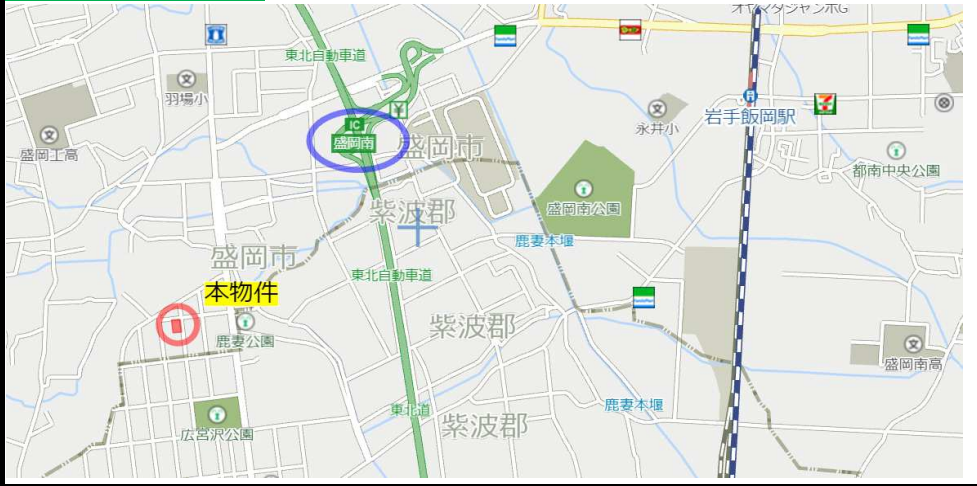 オヤマダジャンボG
東北自動車道
羽場小
IC
盛岡南
盛岡市
永井小
岩手飯岡駅
盛岡工高
都南中央公園
紫波郡
盛岡南公園
鹿妻本堰
盛岡市
東北自動車道
本物件
紫波郡
鹿妻公園
盛岡南高
東北道
鹿妻本堰
紫波郡
広宮沢公園